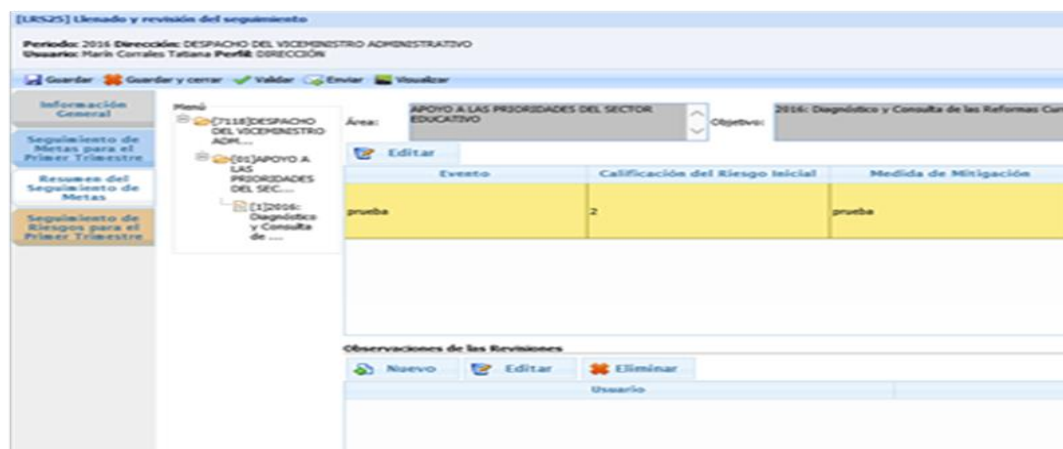 [LRS25] Llenado y revisión del seguimiento
Periodo: 2016 Dirección: DESPACHO DEL VICEMINISTRO ADMINISTRATIVO
Usuario: Marín Corrales Tatiana Perfil: DIRECCIÓN
Guardar Guardar y cerrar Validar Enviar Visualizar
Información
General
Seguimiento de
Metas para el
Primer Trimestre
Resumen del
Seguimiento de
Metas
Seguimiento de
Riesgos para el
Primer Trimestre
Menú
[7118]DESPACHO
DEL VICEMINISTRO
ADM....
[01]APOYO A
LAS
PRIORIDADES
DEL SEC....
[1]2016:
Diagnóstico
y Consulta
de ....
Área:
APOYO A LAS PRIORIDADES DEL SECTOR
EDUCATIVO
Objetivo:
2016: Diagnóstico y Consulta de las Reformas Cur
Editar
Evento Calificación del Riesgo Inicial Medida de Mitigación
prueba 2 prueba
Observaciones de las Revisiones
Nuevo Editar Eliminar
Usuario